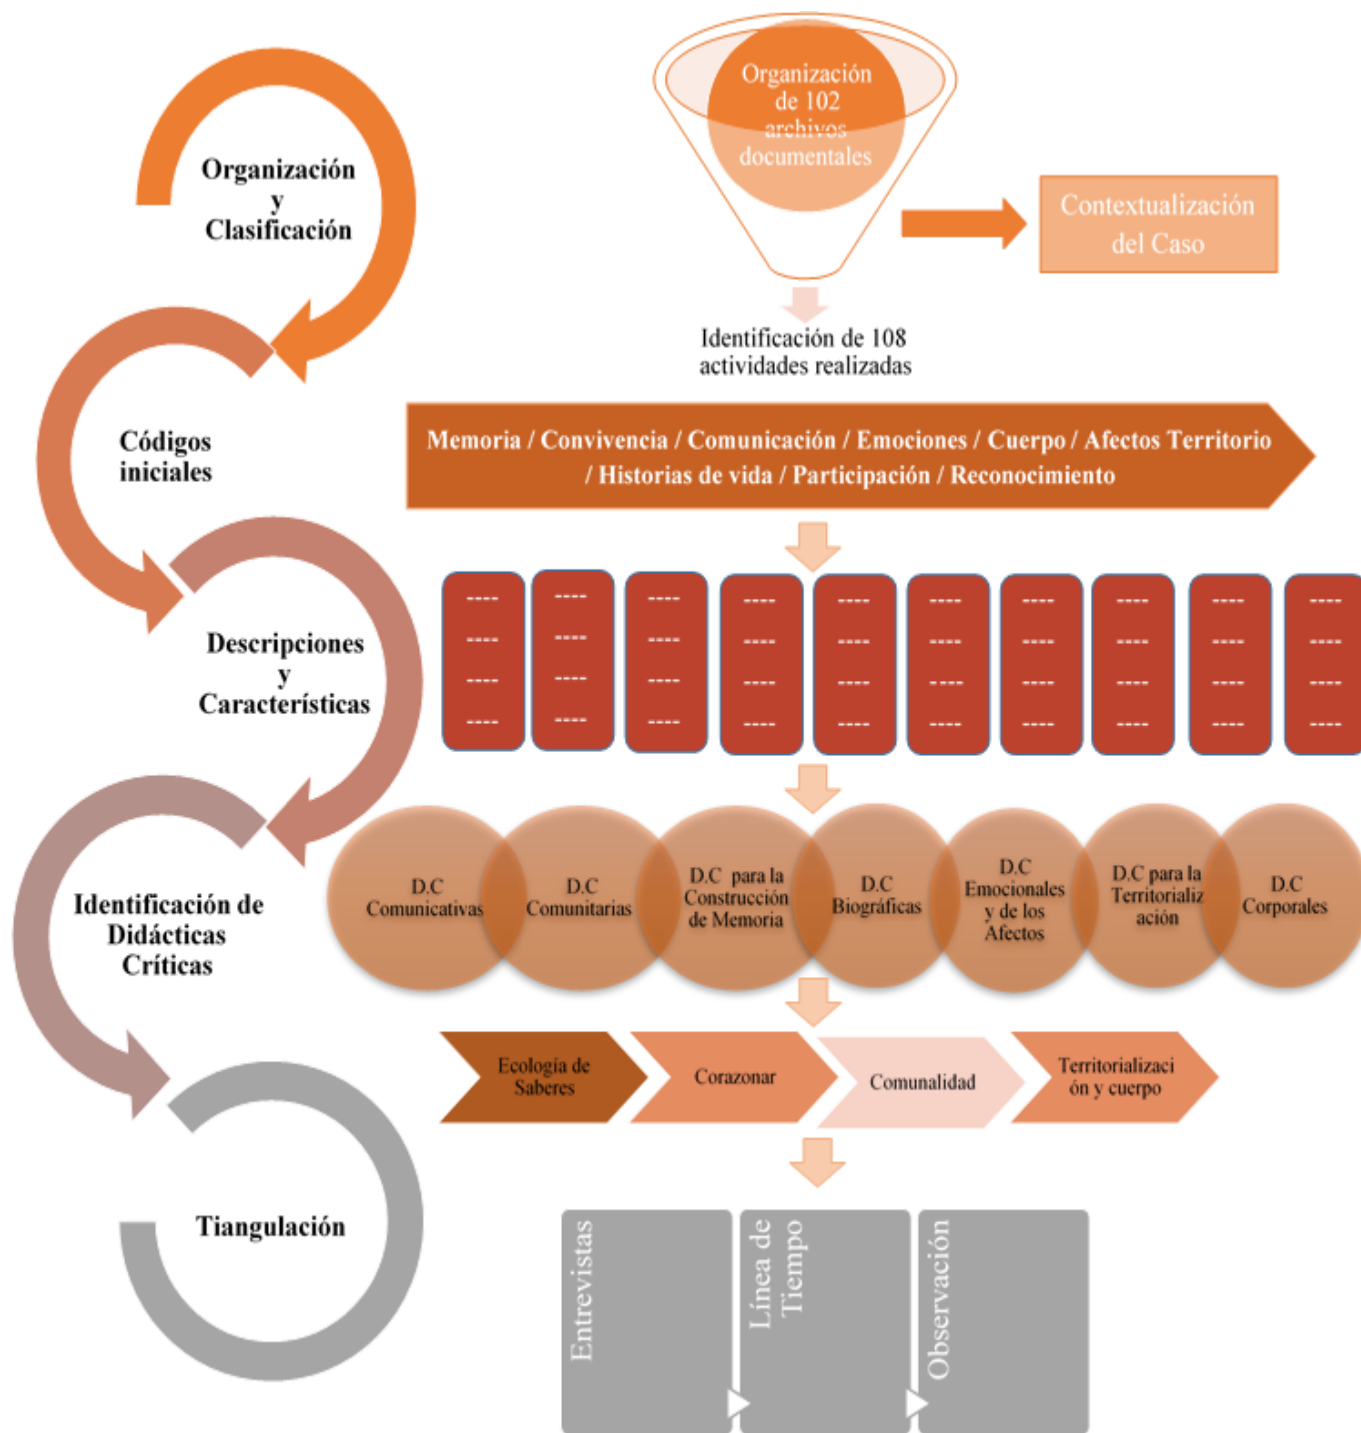 Organización
de 102
archivos
documentales
Contextualización
del Caso
Organización
y
Clasificación
Identificación de 108
actividades realizadas
Códigos
iniciales
Memoria / Convivencia / Comunicación / Emociones / Cuerpo / Afectos Territorio
/ Historias de vida / Participación / Reconocimiento
Descripciones
y
Características
---- ---- ---- ---- ---- ---- ---- ---- ---- ----
---- ---- ---- ---- ---- ---- ---- ---- ---- ----
---- ---- ---- ---- ---- ---- ---- ---- ---- ----
---- ---- ---- ---- ---- ---- ---- ---- ---- ----
Identificación de
Didácticas
Críticas
D.C
Comunicativas
D.C
Comunitarias
D.C para la
Construcción
de Memoria
D.C
Biográficas
D.C
Emocionales
y de los
Afectos
D.C para la
Territorializ
ación
D.C
Corporales
Ecología de
Saberes
Corazonar
Comunalidad
Territorializaci
ón y cuerpo
Tiangulación
Entrevistas
Línea de
Tiempo
Observación